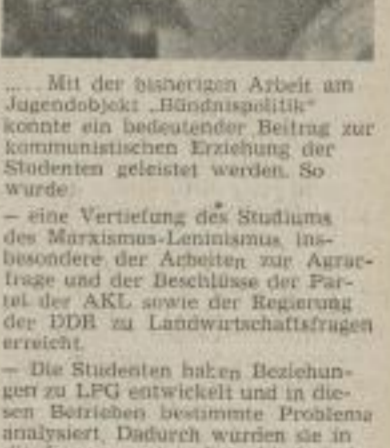 „... Mit der bisherigen Arbeit am
Jugendobjekt „Bündnispolitik“
konnte ein bedeutender Beitrag zur
kommunistischen Erziehung der
Studenten geleistet werden. So
wurde:
— eine Vertiefung des Studiums
des Marxismus-Leninismus, ins-
besondere der Arbeiten zur Agrar-
frage und der Beschlüsse der Par-
tei, der AKL sowie der Regierung
der DDR zu Landwirtschaftsfragen
erreicht.
— Die Studenten haben Beziehun-
gen zu LPG entwickelt und in die-
sen Betrieben bestimmte Probleme
analysiert. Dadurch wurden sie in